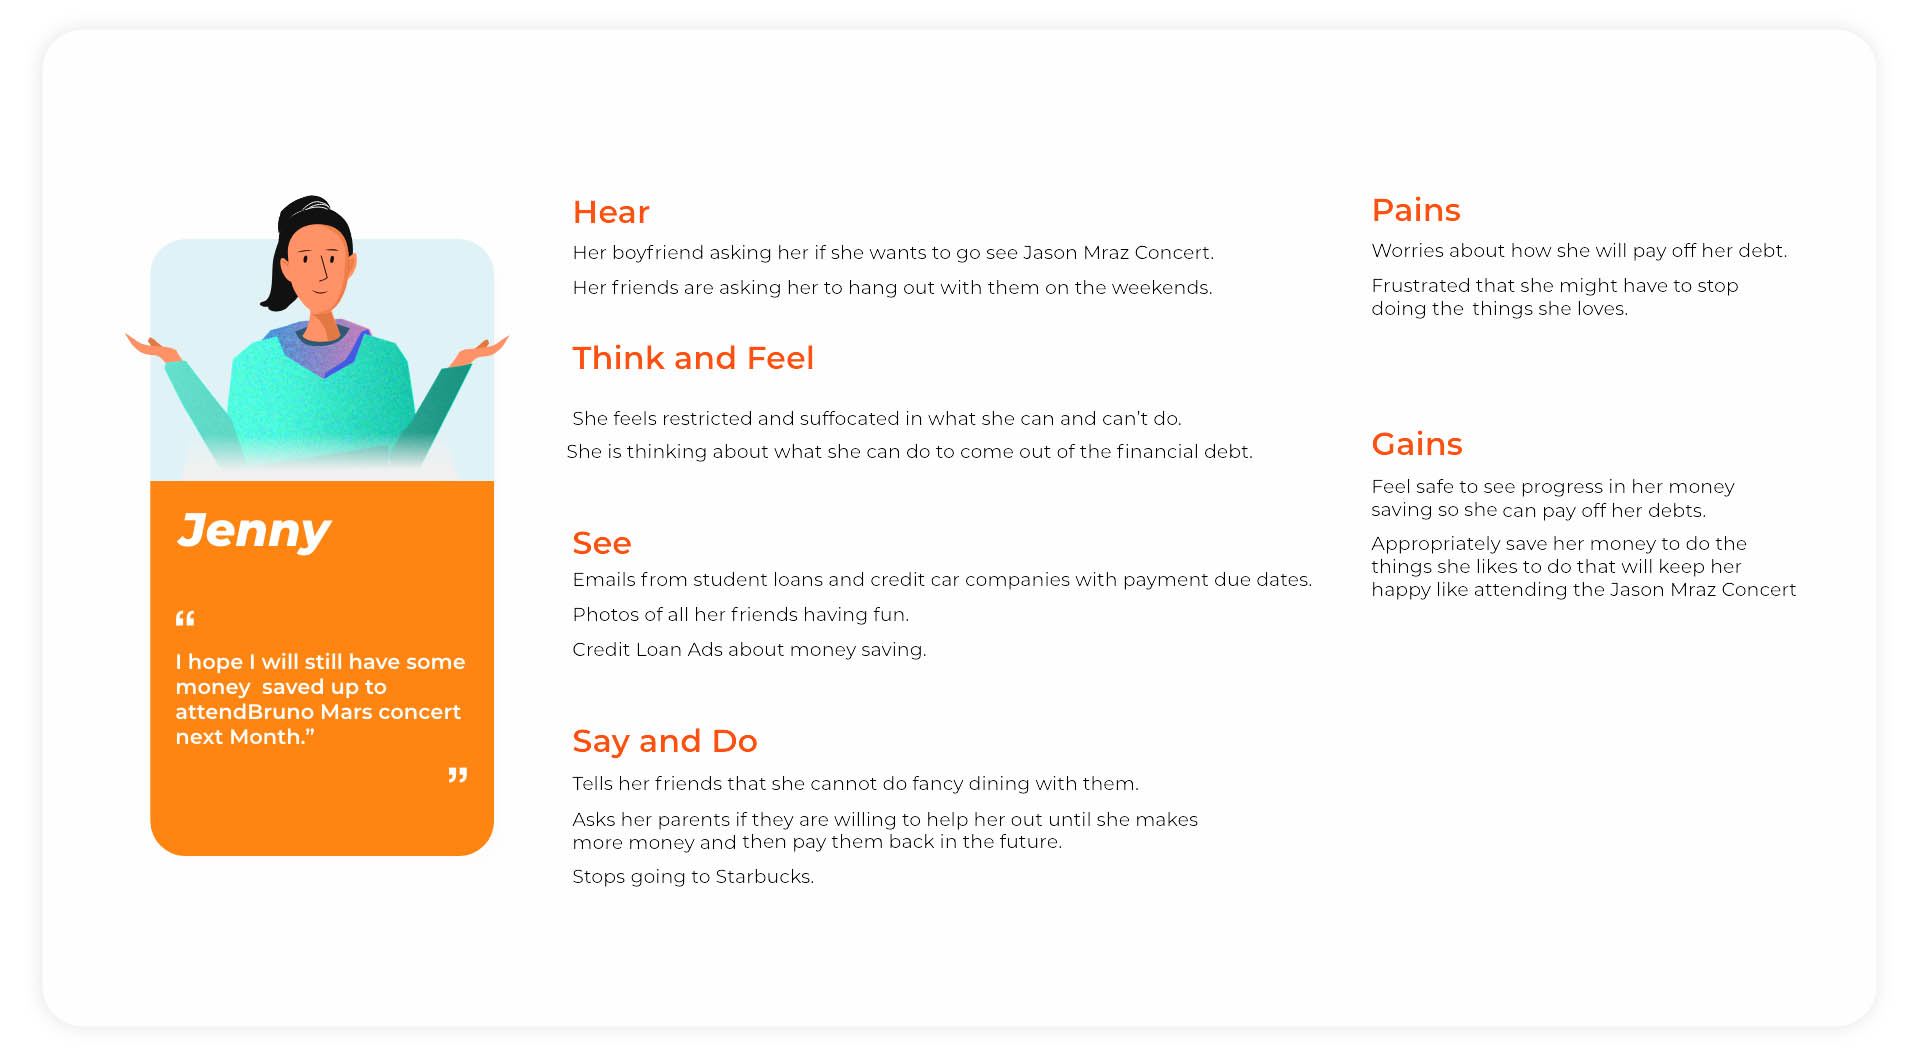 Jenny
“
I hope I will still have some
money  saved up to
attendBruno Mars concert
next Month.”
”
Hear
Her boyfriend asking her if she wants to go see Jason Mraz Concert.
Her friends are asking her to hang out with them on the weekends.
Think and Feel
She feels restricted and suffocated in what she can and can’t do.
She is thinking about what she can do to come out of the financial debt.
See
Emails from student loans and credit car companies with payment due dates.
Photos of all her friends having fun.
Credit Loan Ads about money saving.
Say and Do
Tells her friends that she cannot do fancy dining with them.
Asks her parents if they are willing to help her out until she makes
more money and then pay them back in the future.
Stops going to Starbucks.
Pains
Worries about how she will pay off her debt.
Frustrated that she might have to stop
doing the  things she loves.
Gains
Feel safe to see progress in her money
saving so she can pay off her debts.
Appropriately save her money to do the
things she likes to do that will keep her
happy like attending the Jason Mraz Concert